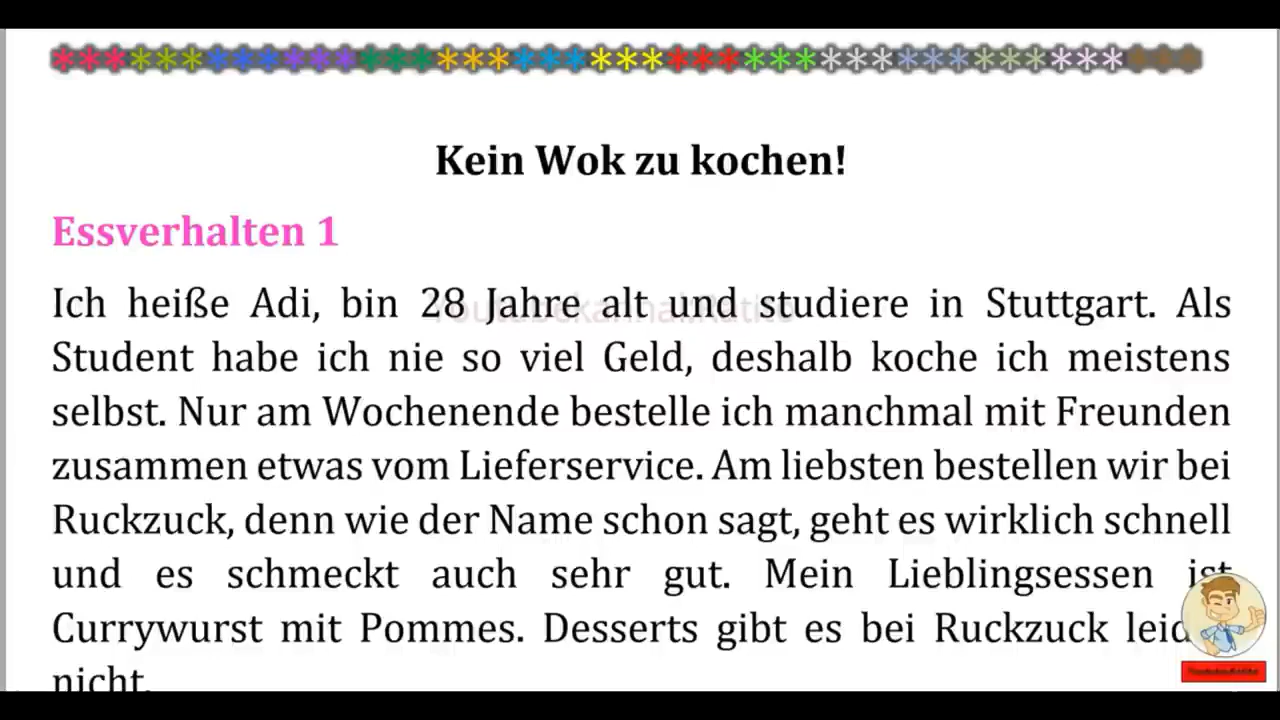 Kein Wok zu kochen!
Essverhalten 1
Ich heiße Adi, bin 28 Jahre alt und studiere in Stuttgart. Als
Student habe ich nie so viel Geld, deshalb koche ich meistens
selbst. Nur am Wochenende bestelle ich manchmal mit Freunden
zusammen etwas vom Lieferservice. Am liebsten bestellen wir bei
Ruckzuck, denn wie der Name schon sagt, geht es wirklich schnell
und es schmeckt auch sehr gut. Mein Lieblingsessen ist
Currywurst mit Pommes. Desserts gibt es bei Ruckzuck
nicht.